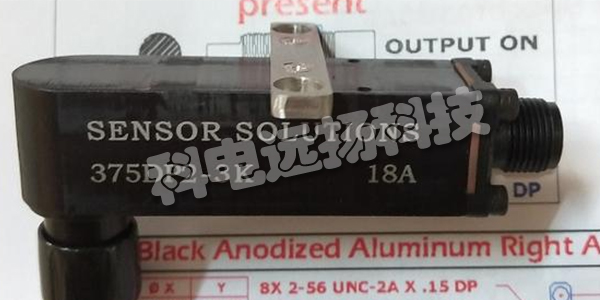 present
OUTPUT ON
SENSOR SOLUTIONS
375DP2-3K 18A
科电远扬科技
DP
Black Anodized Aluminum Right A
Ø X Y 8X 2-56 UNC-2A X .15 DP